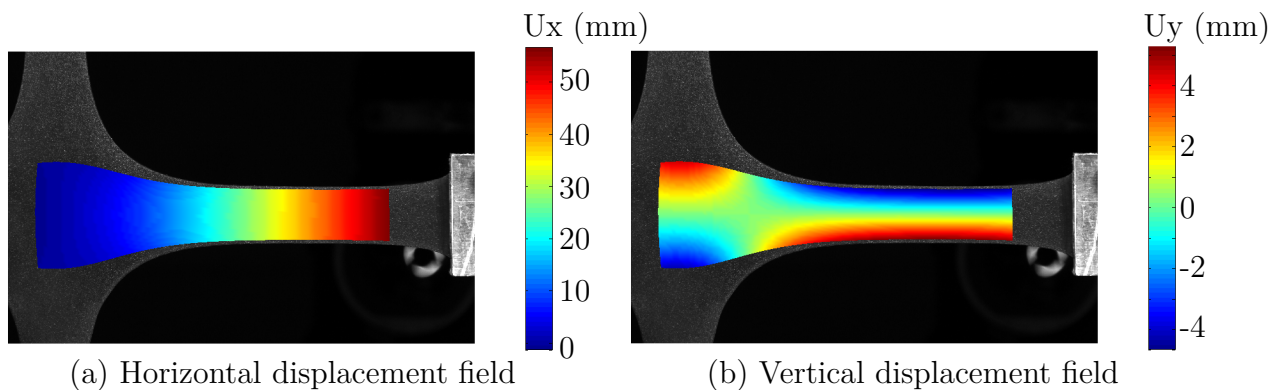 Ux (mm)
50
40
30
20
10
0
(a) Horizontal displacement field
Uy (mm)
4
2
0
-2
-4
(b) Vertical displacement field